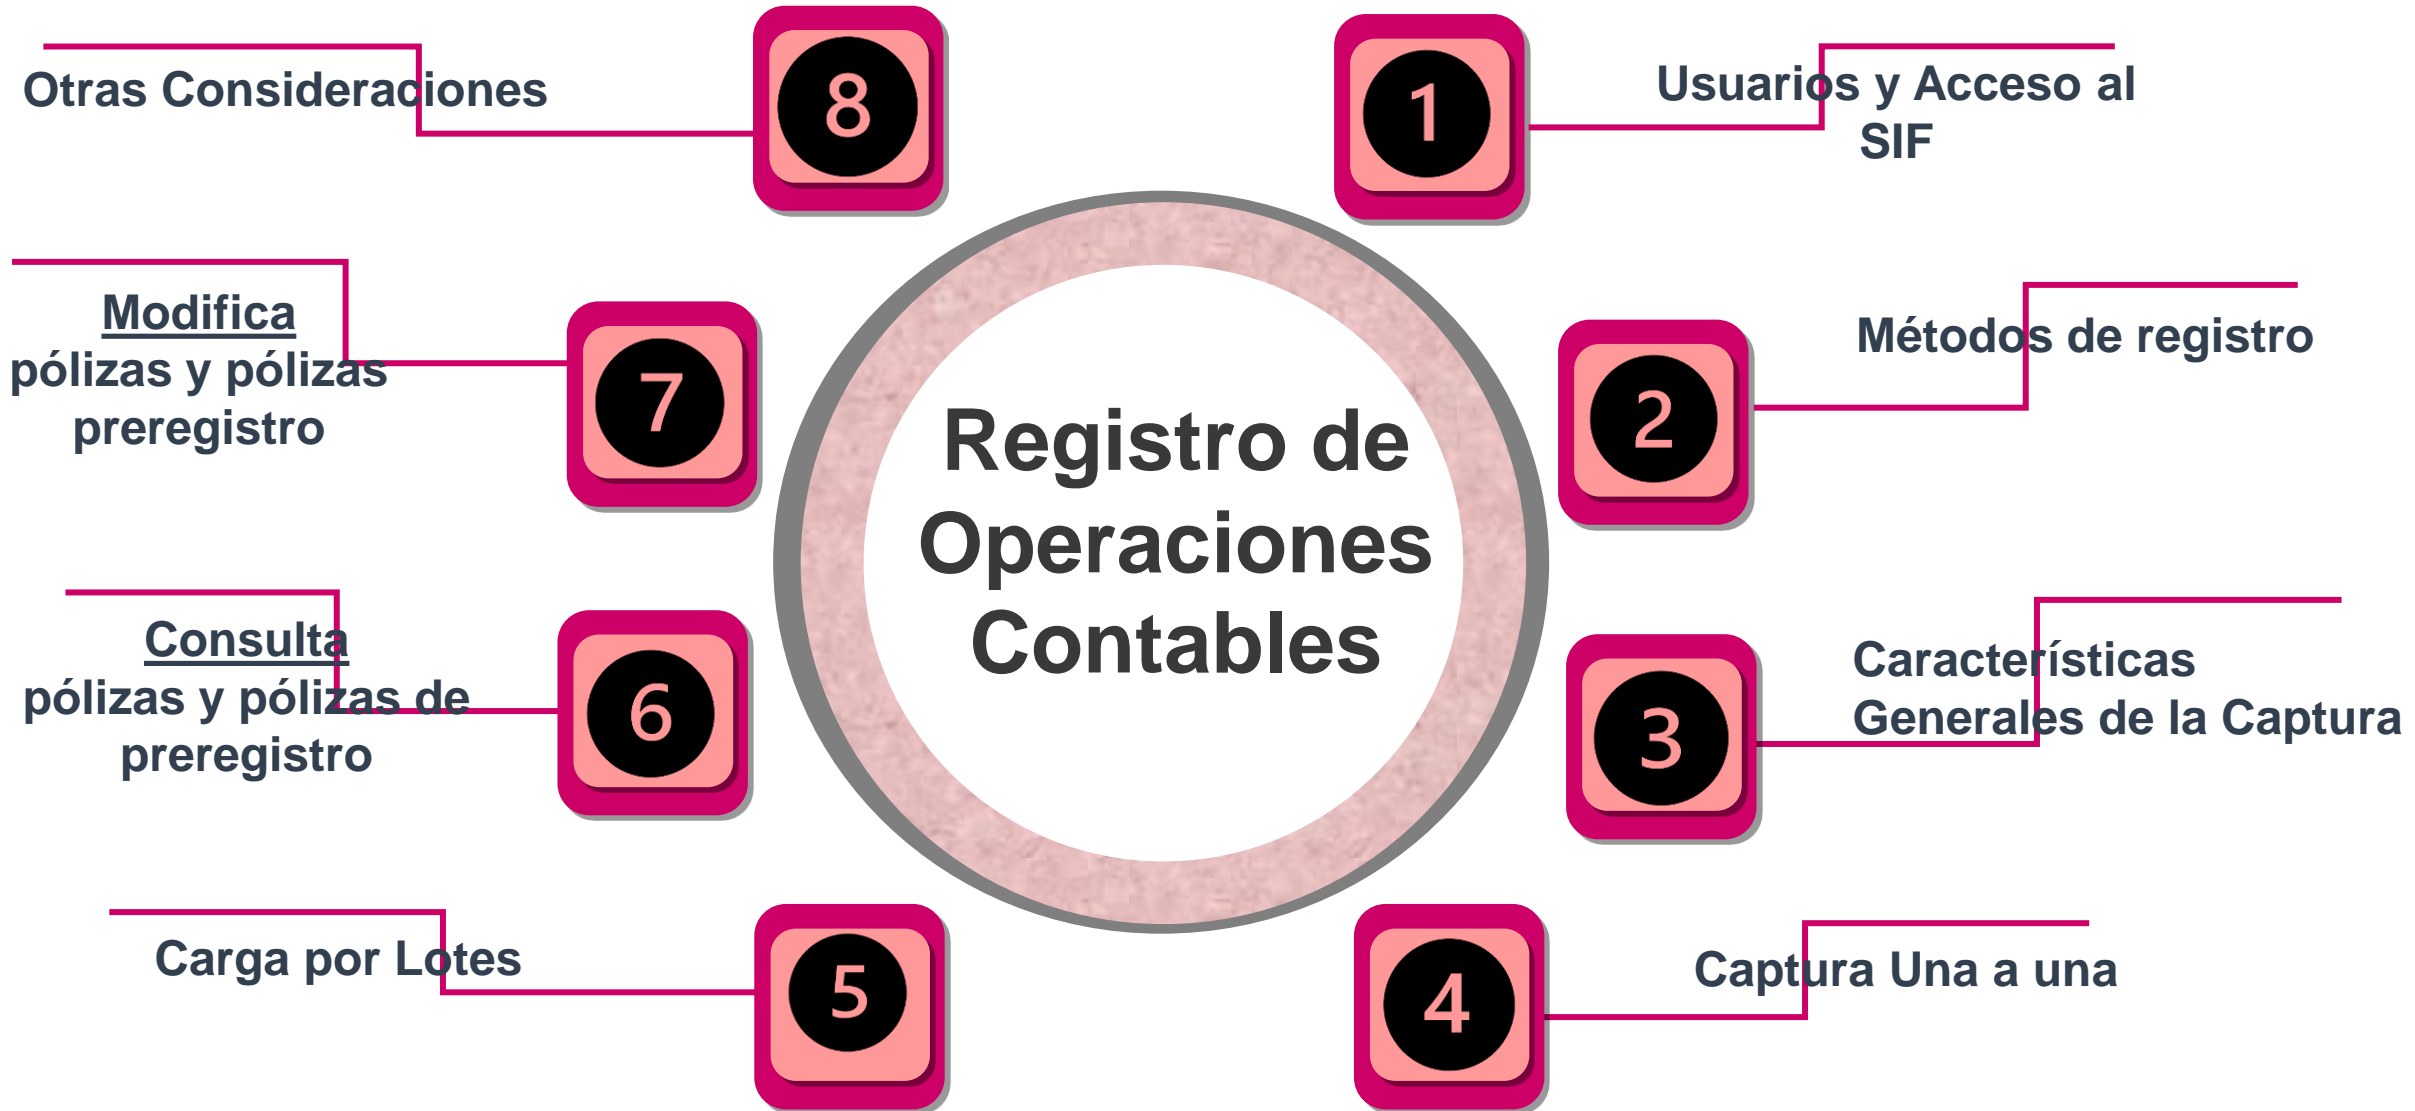 Registro de
Operaciones
Contables
1
Usuarios y Acceso al
SIF
2
Métodos de registro
3
Características
Generales de la Captura
4
Captura Una a una
5
Carga por Lotes
6
Consulta
pólizas y pólizas de
preregistro
7
Modifica
pólizas y pólizas
preregistro
8
Otras Consideraciones